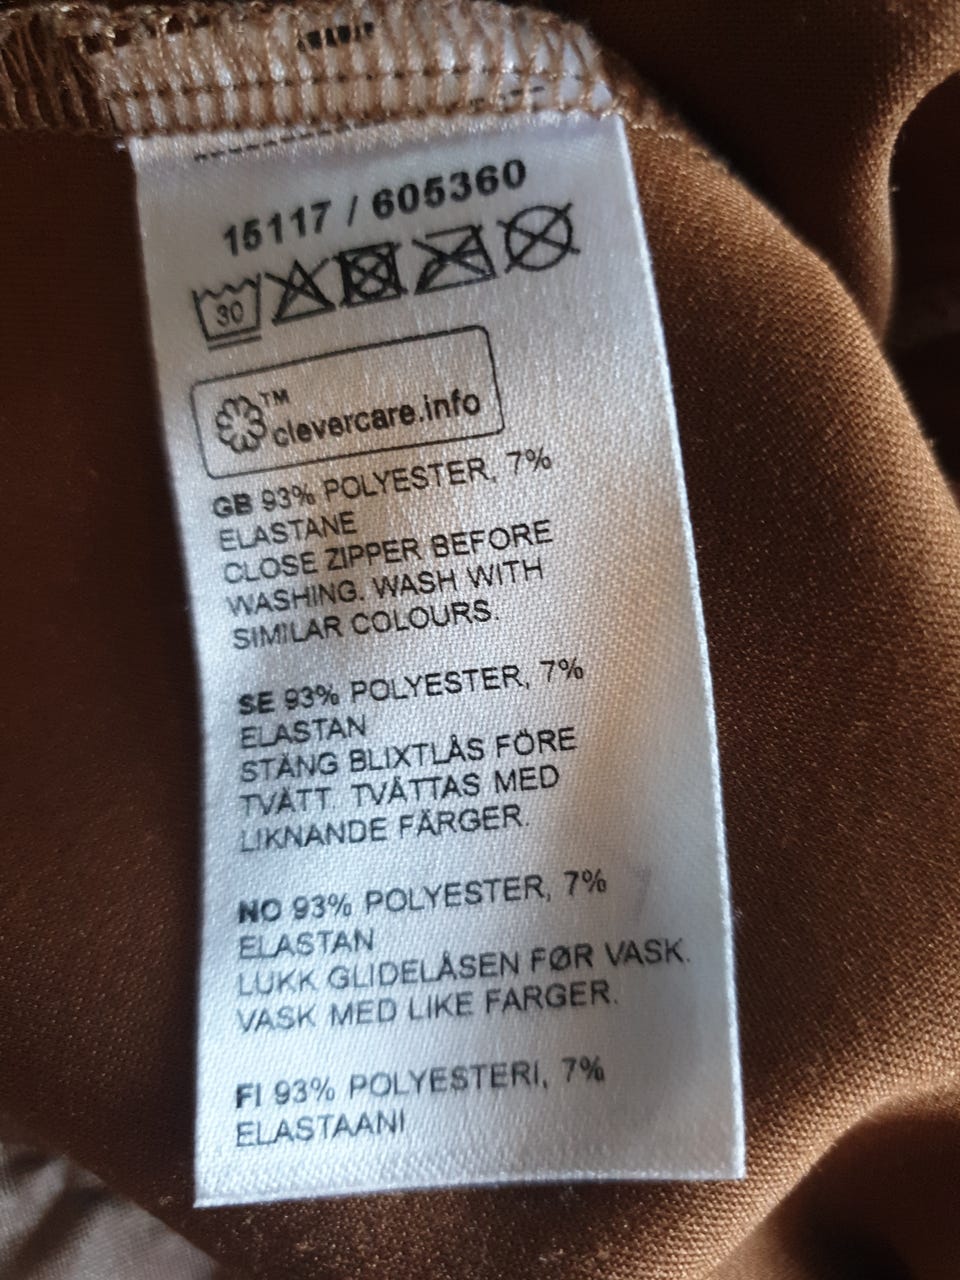 15117 / 605360
30
TM
clevercare.info
GB 93% POLYESTER, 7%
ELASTANE
CLOSE ZIPPER BEFORE
WASHING. WASH WITH
SIMILAR COLOURS.
SE 93% POLYESTER, 7%
ELASTAN
STÄNG BLIXTLÅS FÖRE
TVÄTT. TVÄTTAS MED
LIKNANDE FÄRGER.
NO 93% POLYESTER, 7%
ELASTAN
LUKK GLIDELÅSEN FØR VASK.
VASK MED LIKE FARGER.
FI 93% POLYESTERI, 7%
ELASTAANI